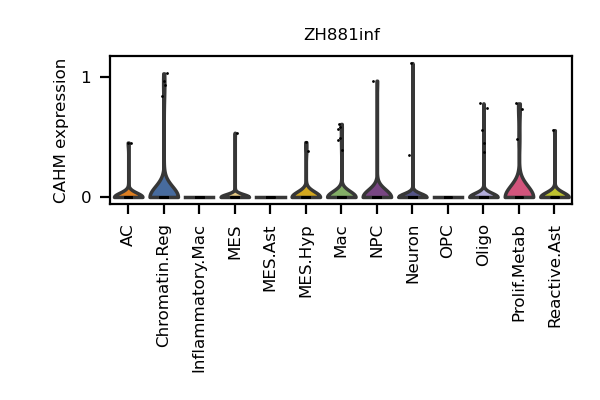 ZH881inf
CAHM expression
1
0
AC
Chromatin.Reg
Inflammatory.Mac
MES
MES.Ast
MES.Hyp
Mac
NPC
Neuron
OPC
Oligo
Prolif.Metab
Reactive.Ast